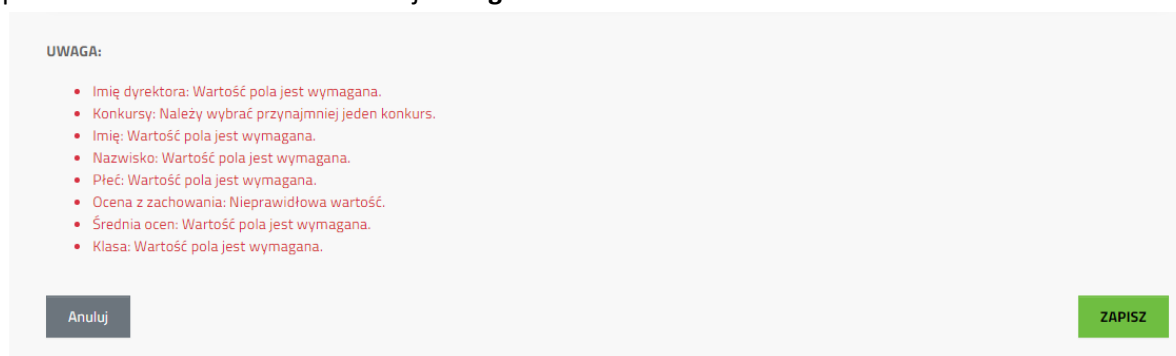 UWAGA:
Imię dyrektora: Wartość pola jest wymagana.
Konkursy: Należy wybrać przynajmniej jeden konkurs.
Imię: Wartość pola jest wymagana.
Nazwisko: Wartość pola jest wymagana.
Płeć: Wartość pola jest wymagana.
Ocena z zachowania: Nieprawidłowa wartość.
Średnia ocen: Wartość pola jest wymagana.
Klasa: Wartość pola jest wymagana.
Anuluj ZAPISZ